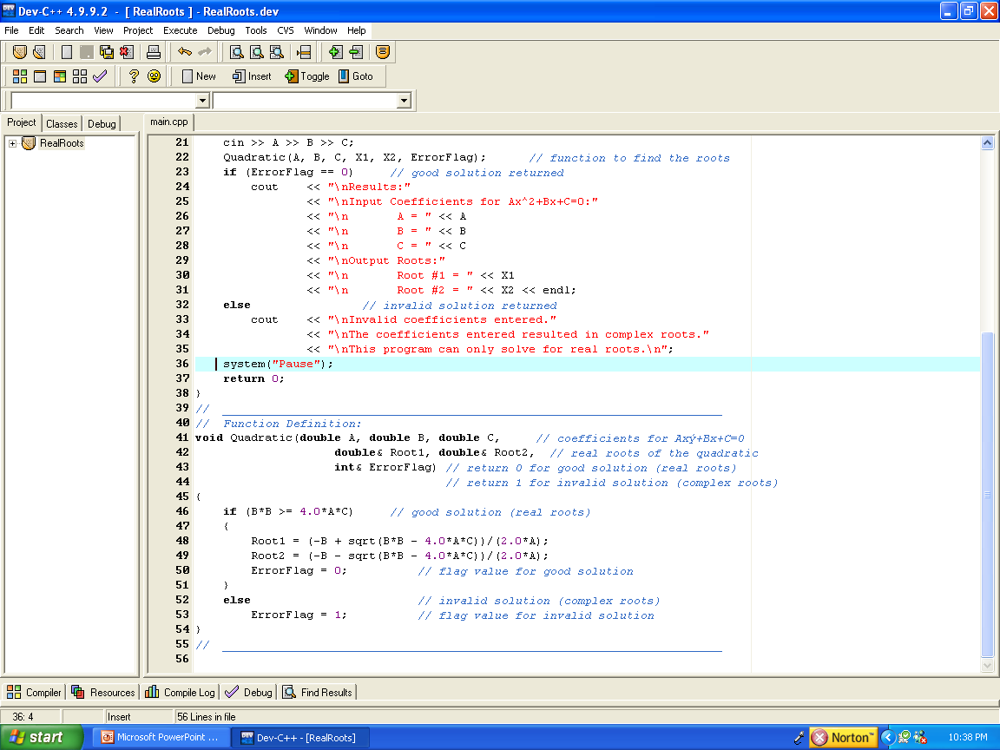 Dev-C++ 4.9.9.2 - [ RealRoots ] - RealRoots.dev
File Edit Search View Project Execute Debug Tools CVS Window Help
New Insert Toggle Goto
Project Classes Debug
main.cpp
RealRoots
21 cin >> A >> B >> C;
22 Quadratic(A, B, C, X1, X2, ErrorFlag); // function to find the roots
23 if (ErrorFlag == 0) // good solution returned
24 cout << "\nResults:"
25 << "\nInput Coefficients for Ax^2+Bx+C=0:"
26 << "\n A = " << A
27 << "\n B = " << B
28 << "\n C = " << C
29 << "\nOutput Roots:"
30 << "\n Root #1 = " << X1
31 << "\n Root #2 = " << X2 << endl;
32 else // invalid solution returned
33 cout << "\nInvalid coefficients entered."
34 << "\nThe coefficients entered resulted in complex roots."
35 << "\nThis program can only solve for real roots.\n";
36 system("Pause");
37 return 0;
38 }
39 // ________________________________________________________________________
40 // Function Definition:
41 void Quadratic(double A, double B, double C, // coefficients for Axý+Bx+C=0
42 double& Root1, double& Root2, // real roots of the quadratic
43 int& ErrorFlag) // return 0 for good solution (real roots)
44 // return 1 for invalid solution (complex roots)
45 {
46 if (B*B >= 4.0*A*C) // good solution (real roots)
47 {
48 Root1 = (-B + sqrt(B*B - 4.0*A*C))/(2.0*A);
49 Root2 = (-B - sqrt(B*B - 4.0*A*C))/(2.0*A);
50 ErrorFlag = 0; // flag value for good solution
51 }
52 else // invalid solution (complex roots)
53 ErrorFlag = 1; // flag value for invalid solution
54 }
55 // ________________________________________________________________________
56
Compiler Resources Compile Log Debug Find Results
36: 4 Insert 56 Lines in file
start Microsoft PowerPoint ... Dev-C++ - [RealRoots] Norton™ 10:38 PM